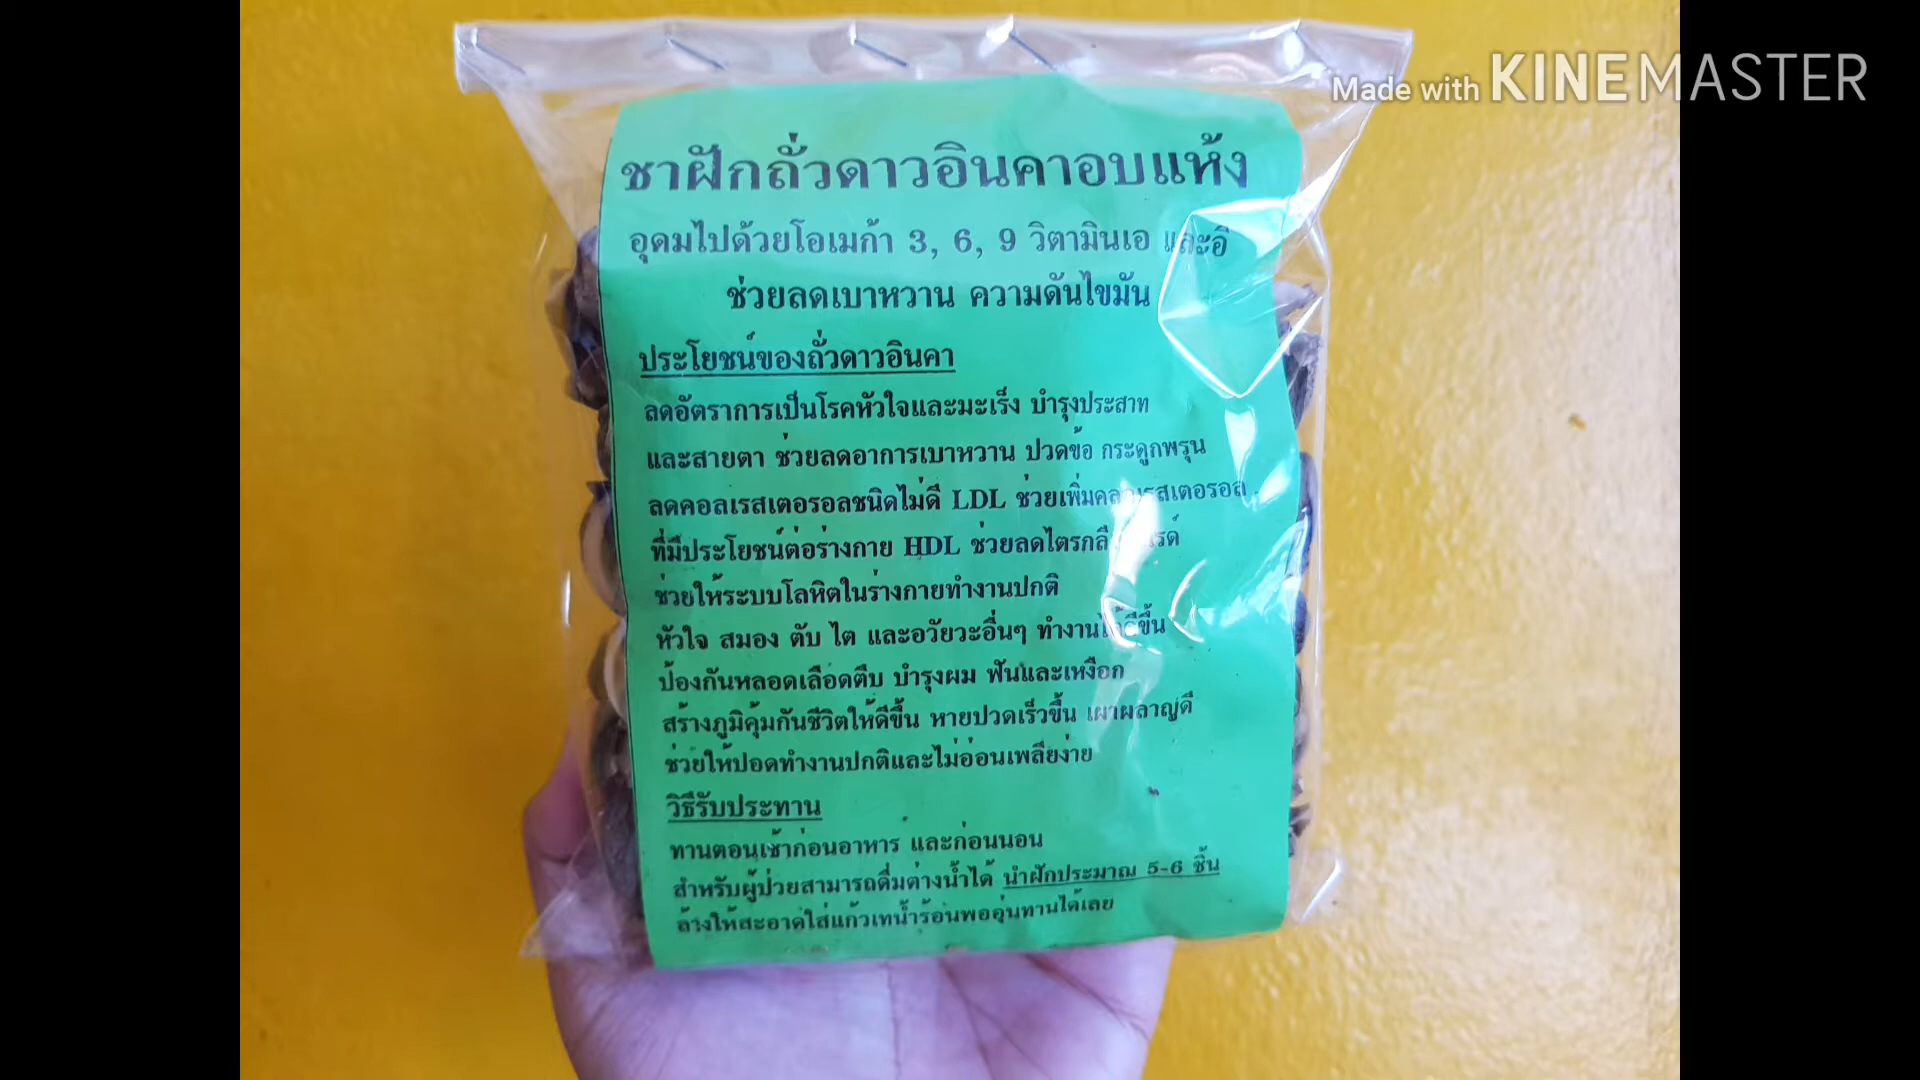 Made with KINEMASTER
ชาฝักถั่วดาวอินคาอบแห้ง
อุดมไปด้วยโอเมก้า 3, 6, 9 วิตามินเอ และอี
ช่วยลดเบาหวาน ความดันไขมัน
ประโยชน์ของถั่วดาวอินคา
ลดอัตราการเป็นโรคหัวใจและมะเร็ง บำรุงประสาท
และสายตา ช่วยลดอาการเบาหวาน ปวดข้อ กระดูกพรุน
ลดคอลเรสเตอรอลชนิดไม่ดี LDL ช่วยเพิ่ม
ที่มีประโยชน์ต่อร่างกาย HDL
ช่วยให้ระบบโลหิตในร่างกายทำงานปกติ
หัวใจ สมอง ตับ ไต และอวัยวะอื่นๆ ทำงานได้ดีขึ้น
ป้องกันหลอดเลือดตีบ บำรุงผม ฟันและเหงือก
สร้างภูมิคุ้มกันชีวิตให้ดีขึ้น หายปวดเร็วขึ้น เผาผลาญดี
ช่วยให้ปอดทำงานปกติและไม่อ่อนเพลียง่าย
วิธีรับประทาน
ทานตอนเช้าก่อนอาหาร และก่อนนอน
สำหรับผู้ป่วยสามารถดื่มต่างน้ำได้ นำฝักประมาณ 5-6 ชิ้น
ล้างให้สะอาดใส่แก้วเทน้ำร้อนพออุ่นทานได้เลย